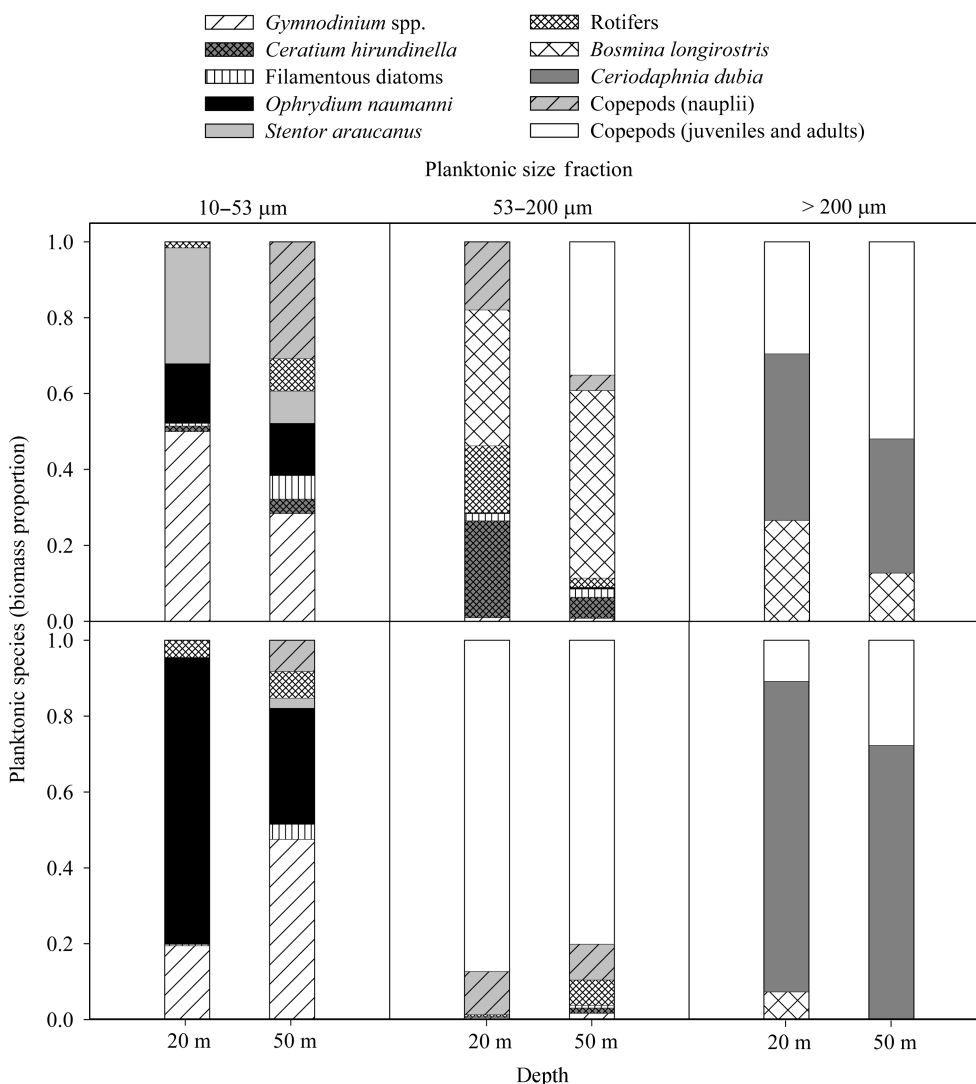 Gymnodinium spp.
Ceratium hirundinella
Filamentous diatoms
Ophrydium naumanni
Stentor araucanus
Rotifers
Bosmina longirostris
Ceriodaphnia dubia
Copepods (nauplii)
Copepods (juveniles and adults)
Planktonic size fraction
10–53 μm
53–200 μm
> 200 μm
Planktonic species (biomass proportion)
1.0
0.8
0.6
0.4
0.2
0.0
1.0
0.8
0.6
0.4
0.2
0.0
20 m
50 m
20 m
50 m
20 m
50 m
Depth